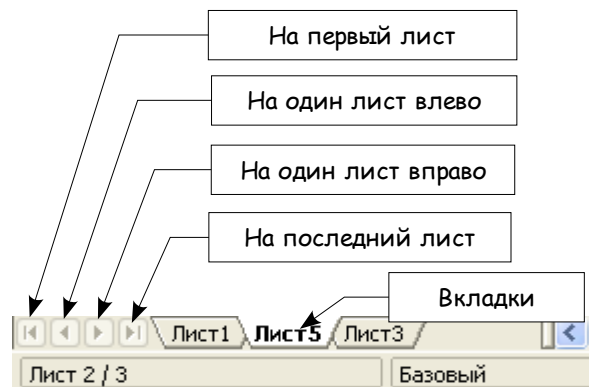 На первый лист
На один лист влево
На один лист вправо
На последний лист
Вкладки
Лист1 Лист5 Лист3
Лист 2 / 3 Базовый